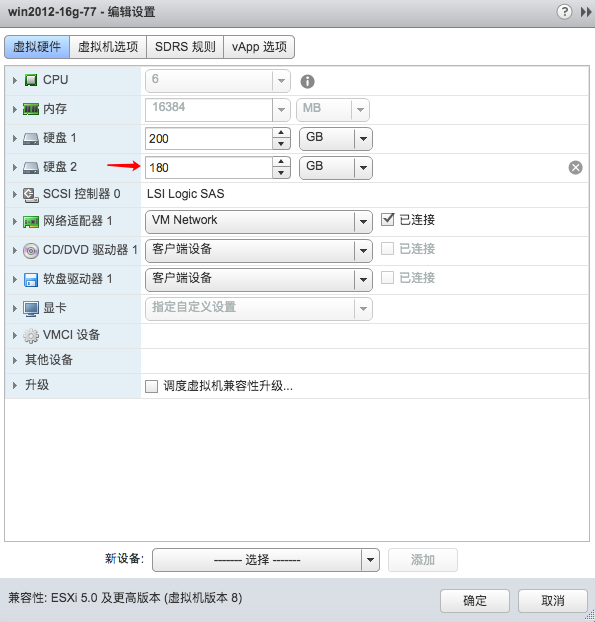 win2012-16g-77 - 编辑设置
虚拟硬件 虚拟机选项 SDRS 规则 vApp 选项
CPU 6
内存 16384 MB
硬盘 1 200 GB
硬盘 2 180 GB
SCSI 控制器 0 LSI Logic SAS
网络适配器 1 VM Network 已连接
CD/DVD 驱动器 1 客户端设备 已连接
软盘驱动器 1 客户端设备 已连接
显卡 指定自定义设置
VMCI 设备
其他设备
升级 调度虚拟机兼容性升级...
新设备: ------- 选择 ------- 添加
兼容性: ESXi 5.0 及更高版本 (虚拟机版本 8) 确定 取消